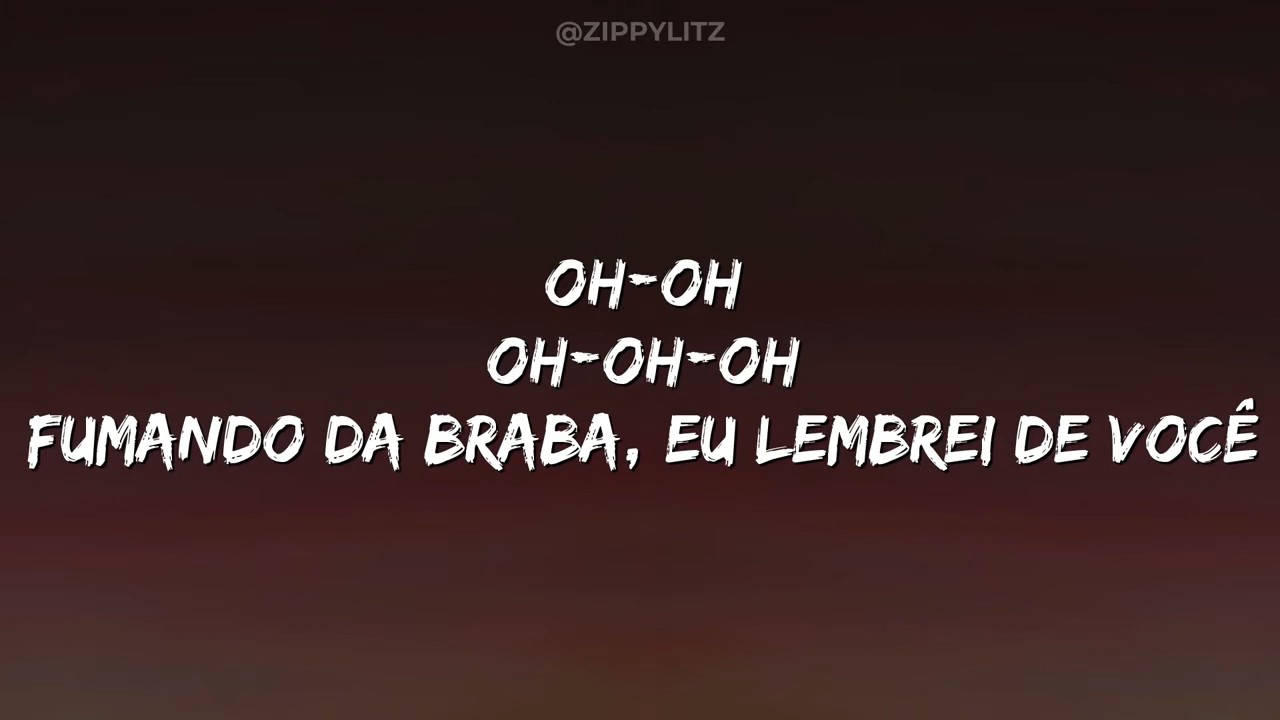 @ZIPPYLITZ
OH-OH
OH-OH-OH
FUMANDO DA BRABA, EU LEMBREI DE VOCÊ